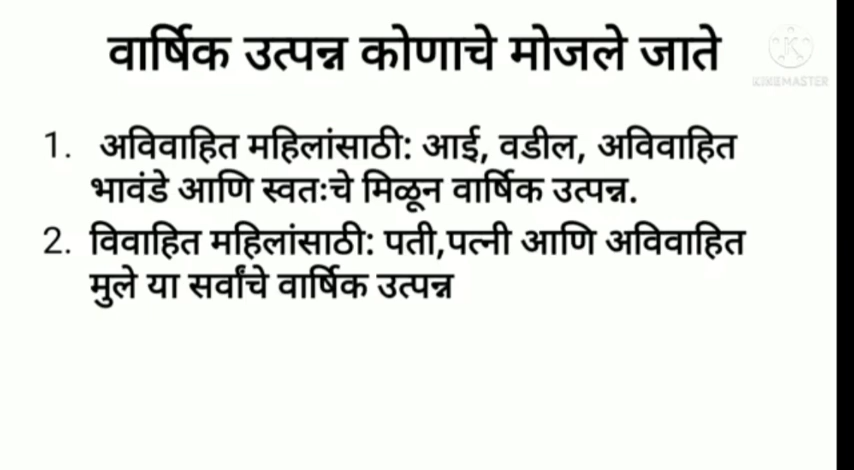 वार्षिक उत्पन्न कोणाचे मोजले जाते
KINEMASTER
1. अविवाहित महिलांसाठी: आई, वडील, अविवाहित
भावंडे आणि स्वतःचे मिळून वार्षिक उत्पन्न.
2. विवाहित महिलांसाठी: पती,पत्नी आणि अविवाहित
मुले या सर्वांचे वार्षिक उत्पन्न